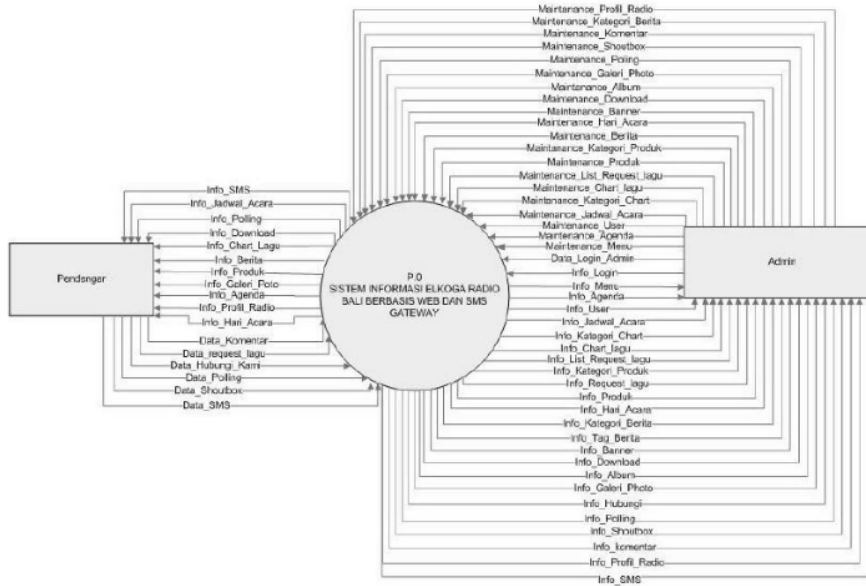 Maintenance_Profil_Radio
Maintenance_Kategori_Berita
Maintenance_Komentar
Maintenance_Shoutbox
Maintenance_Poling
Maintenance_Galeri_Photo
Maintenance_Album
Maintenance_Download
Maintenance_Banner
Maintenance_Hari_Acara
Maintenance_Berita
Maintanance_Kategori_Produk
Maintenance_Produk
Maintenance_List_Request_lagu
Maintenance_Chart_lagu
Maintenance_Kategori_Chart
Maintenance_Jadwal_Acara
Maintenance_User
Maintenance_Agenda
Maintenance_Menu
Data_Login_Admin
Info_Login
Info_Menu
Info_Agenda
Info_User
Info_Jadwal_Acara
Info_Kategori_Chart
Info_Chart_lagu
Info_List_Request_lagu
Info_Kategori_Produk
Info_Request_lagu
Info_Produk
Info_Hari_Acara
Info_Kategori_Berita
Info_Tag_Berita
Info_Banner
Info_Download
Info_Album
Info_Galeri_Photo
Info_Hubungi
Info_Polling
Info_Shoutbox
Info_komentar
Info_Profil_Radio
Info_SMS
Info_SMS
Info_Jadwal_Acara
Info_Polling
Info_Download
Info_Chart_Lagu
Info_Berita
Info_Produk
Info_Galeri_Poto
Info_Agenda
Info_Profil_Radio
Info_Hari_Acara
Data_Komentar
Data_request_lagu
Data_Hubungi_Kami
Data_Polling
Data_Shoutbox
Data_SMS
Pendengar
P.0
SISTEM INFORMASI ELKOGA RADIO
BALI BERBASIS WEB DAN SMS
GATEWAY
Admin